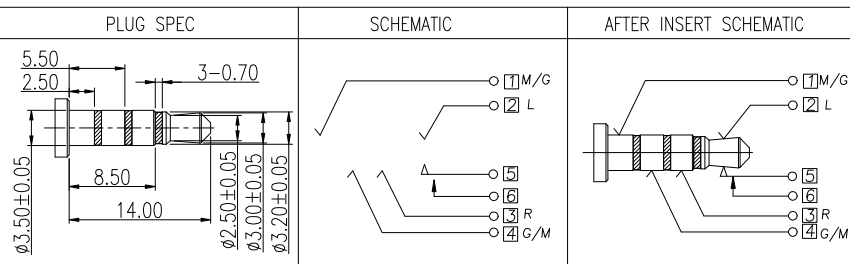 PLUG SPEC
SCHEMATIC
AFTER INSERT SCHEMATIC
5.50
2.50
3-0.70
8.50
14.00
ø3.50±0.05
ø2.50±0.05
ø3.00±0.05
ø3.20±0.05
1 M/G
2 L
5
6
3 R
4 G/M
1 M/G
2 L
5
6
3 R
4 G/M